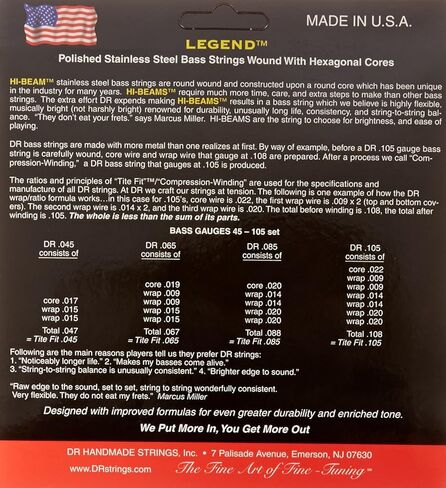 MADE IN U.S.A.
LEGEND™
Polished Stainless Steel Bass Strings Wound With Hexagonal Cores
HI-BEAM™ stainless steel bass strings are round wound and constructed upon a round core which has been unique
in the industry for many years. HI-BEAMS™ require much more time, care, and extra steps to make than other bass
strings. The extra effort DR expends making HI-BEAMS™ results in a bass string which we believe is highly flexible,
musically bright (not harshly bright) renowned for durability, unusually long life, consistency, and string-to-string bal-
ance. "They don't eat your frets." says Marcus Miller. HI-BEAMS are the string to choose for brightness, and ease of
playing.
DR bass strings are made with more metal than one realizes at first. By way of example, before a DR .105 gauge bass
string is carefully wound, core wire and wrap wire that gauge at .108 are prepared. After a process we call "Com-
pression-Winding," a DR bass string that gauges at .105 is produced.
The ratios and principles of "Tite Fit"™/"Compression-Winding" are used for the specifications and
manufacture of all DR strings. At DR we craft our strings at tension. The following is one example of how the DR
wrap/ratio formula works...in this case for .105's, core wire is .022, the first wrap wire is .009 x 2 (top and bottom cov-
ers). The second wrap wire is .014 x 2, and the third wrap wire is .020. The total before winding is .108, the total after
winding is .105. The whole is less than the sum of its parts.
BASS GAUGES 45 – 105 set
DR .045 DR .065 DR .085 DR .105
consists of consists of consists of consists of
core .022
wrap .009
core .019 core .020 wrap .009
core .017 wrap .009 wrap .014 wrap .014
wrap .015 wrap .009 wrap .014 wrap .014
wrap .015 wrap .015 wrap .020 wrap .020
wrap .015 wrap .020 wrap .020
Total .047 Total .067 Total .088 Total .108
= Tite Fit .045 = Tite Fit .065 = Tite Fit .085 = Tite Fit .105
Following are the main reasons players tell us they prefer DR strings:
1. "Noticeably longer life." 2. "Makes my basses come alive."
3. "String-to-string balance is unusually consistent." 4. "Brighter edge to sound."
"Raw edge to the sound, set to set, string to string wonderfully consistent.
Very flexible. They do not eat my frets." Marcus Miller
Designed with improved formulas for even greater durability and enriched tone.
We Put More In, You Get More Out
DR HANDMADE STRINGS, Inc. • 7 Palisade Avenue, Emerson, NJ 07630
www.DRstrings.com The Fine Art of Fine-Tuning™